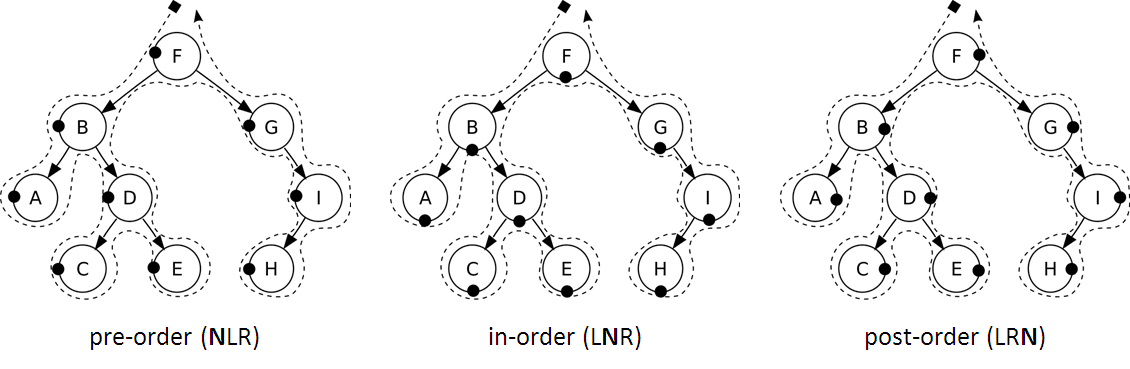 F F F
B G B G B G
A D I A D I A D I
C E H C E H C E H
pre-order (NLR) in-order (LNR) post-order (LRN)